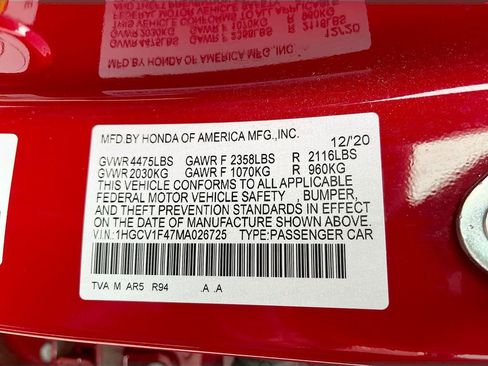 MFD.BY HONDA OF AMERICA MFG.,INC. 12/'20
GVWR 4475LBS GAWR F 2358LBS R 2116LBS
GVWR 2030KG GAWR F 1070KG R 960KG
THIS VEHICLE CONFORMS TO ALL APPLICABLE
FEDERAL MOTOR VEHICLE SAFETY , BUMPER,
AND THEFT PREVENTION STANDARDS IN EFFECT
ON THE DATE OF MANUFACTURE SHOWN ABOVE.
V.I.N.:1HGCV1F47MA026725 TYPE:PASSENGER CAR
TVA M AR5 R94 .A .A